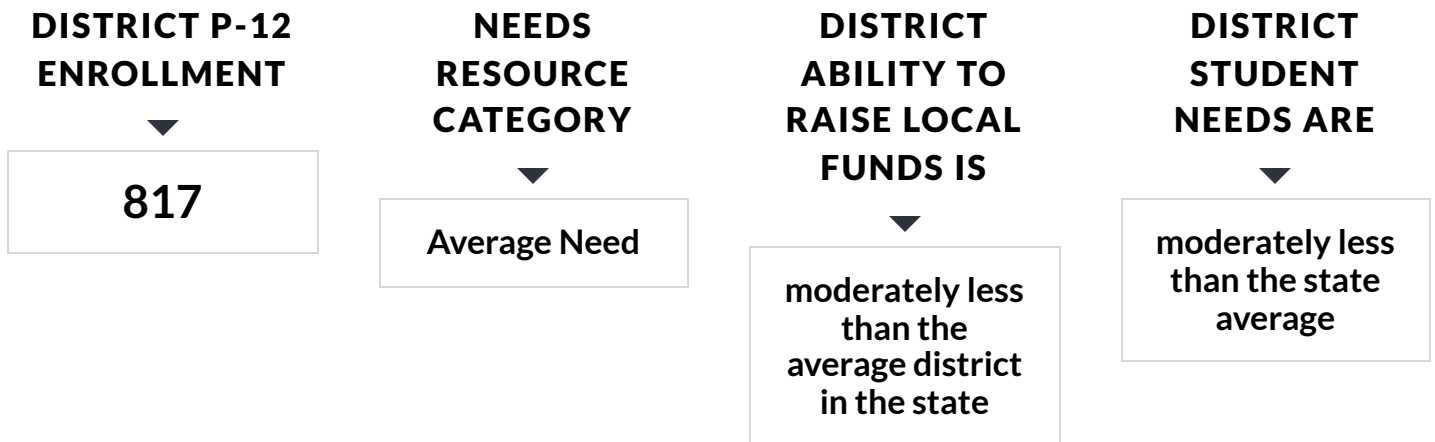 DISTRICT P-12
ENROLLMENT
817
NEEDS
RESOURCE
CATEGORY
Average Need
DISTRICT
ABILITY TO
RAISE LOCAL
FUNDS IS
moderately less
than the
average district
in the state
DISTRICT
STUDENT
NEEDS ARE
moderately less
than the state
average